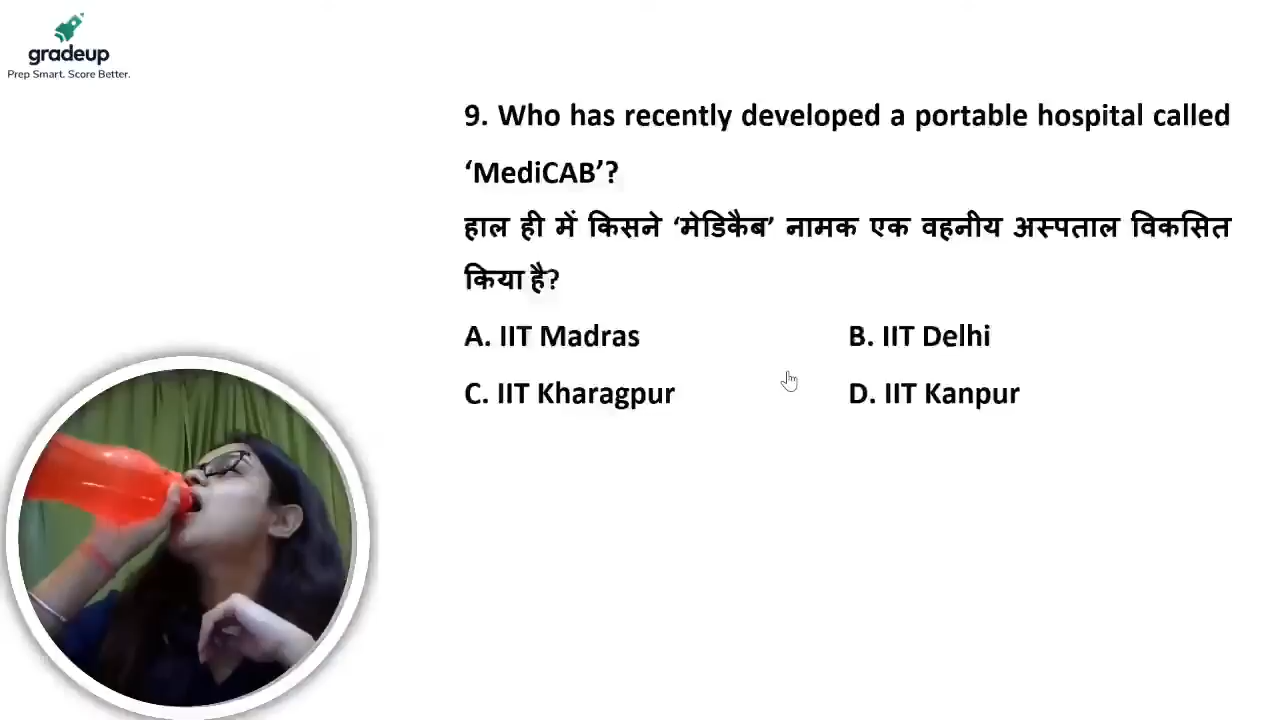 gradeup
Prep Smart. Score Better.
9. Who has recently developed a portable hospital called
‘MediCAB’?
हाल ही में किसने ‘मेडिकैब’ नामक एक वहनीय अस्पताल विकसित
किया है?
A. IIT Madras B. IIT Delhi
C. IIT Kharagpur D. IIT Kanpur